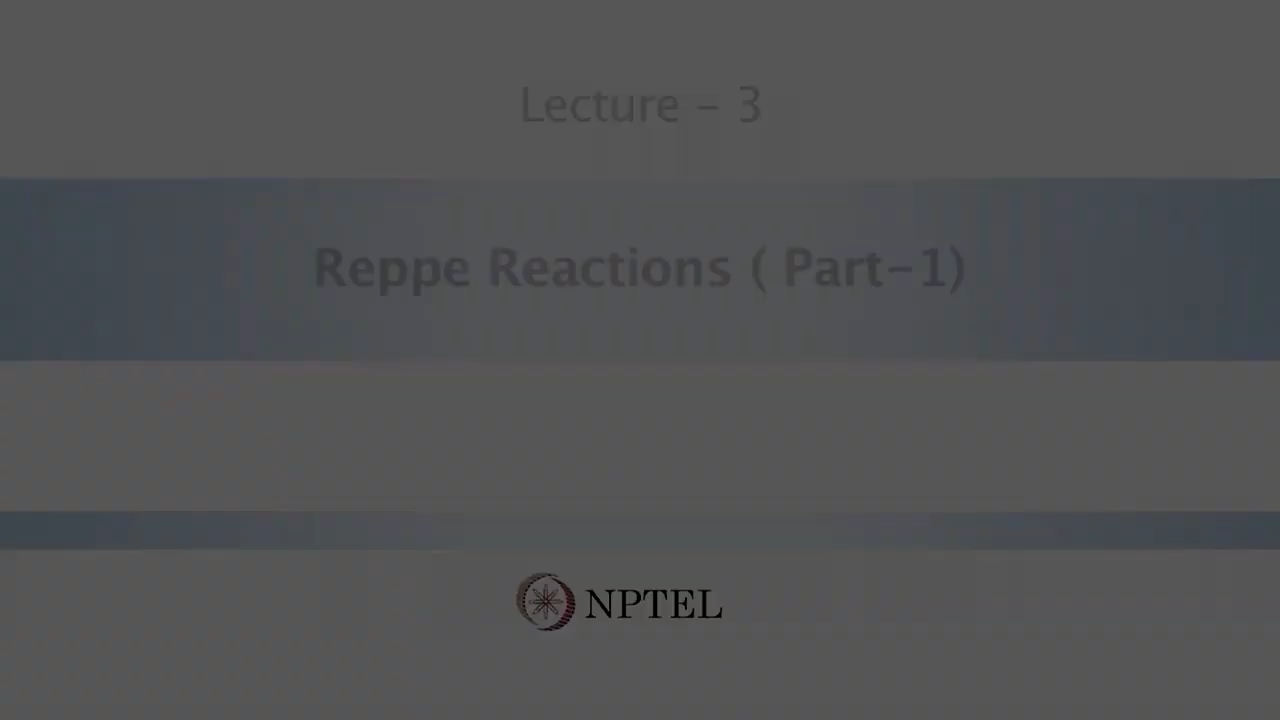 Lecture – 3
Reppe Reactions ( Part-1)
NPTEL